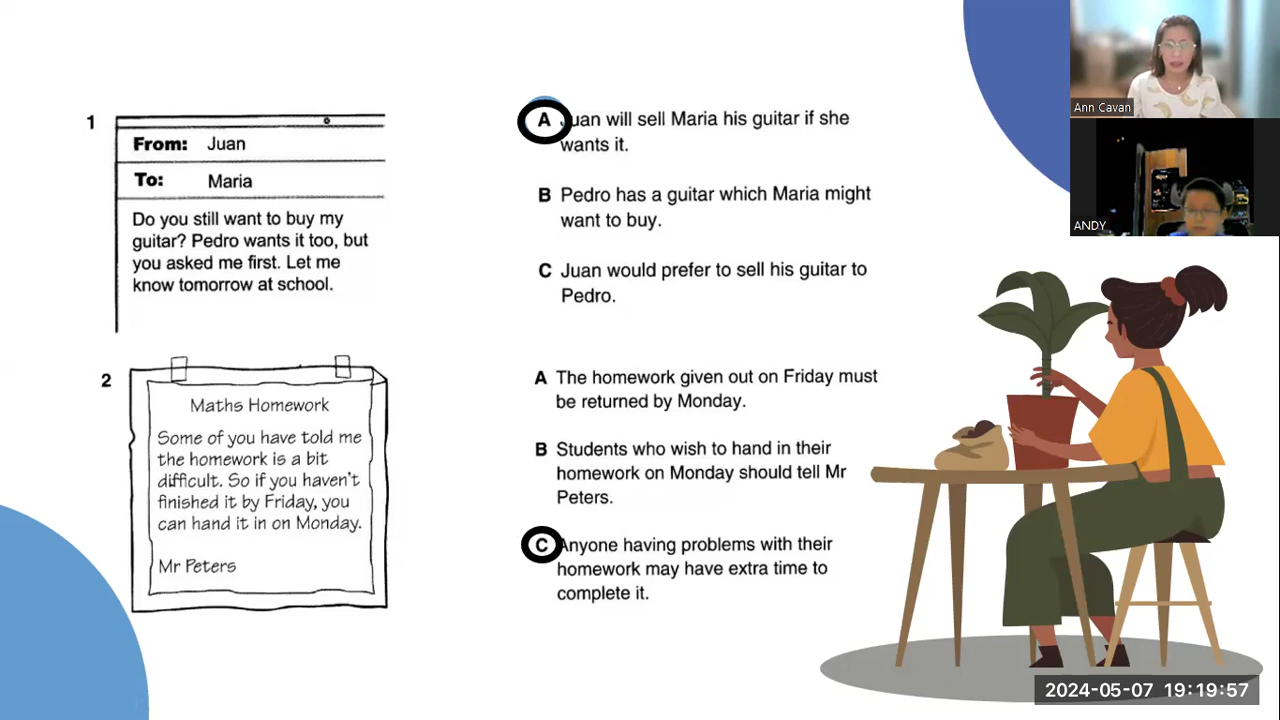 1
From: Juan
To: Maria
Do you still want to buy my
guitar? Pedro wants it too, but
you asked me first. Let me
know tomorrow at school.
A Juan will sell Maria his guitar if she
wants it.
B Pedro has a guitar which Maria might
want to buy.
C Juan would prefer to sell his guitar to
Pedro.
2
Maths Homework
Some of you have told me
the homework is a bit
difficult. So if you haven't
finished it by Friday, you
can hand it in on Monday.
Mr Peters
A The homework given out on Friday must
be returned by Monday.
B Students who wish to hand in their
homework on Monday should tell Mr
Peters.
C Anyone having problems with their
homework may have extra time to
complete it.
Ann Cavan
ANDY
2024-05-07 19:19:57